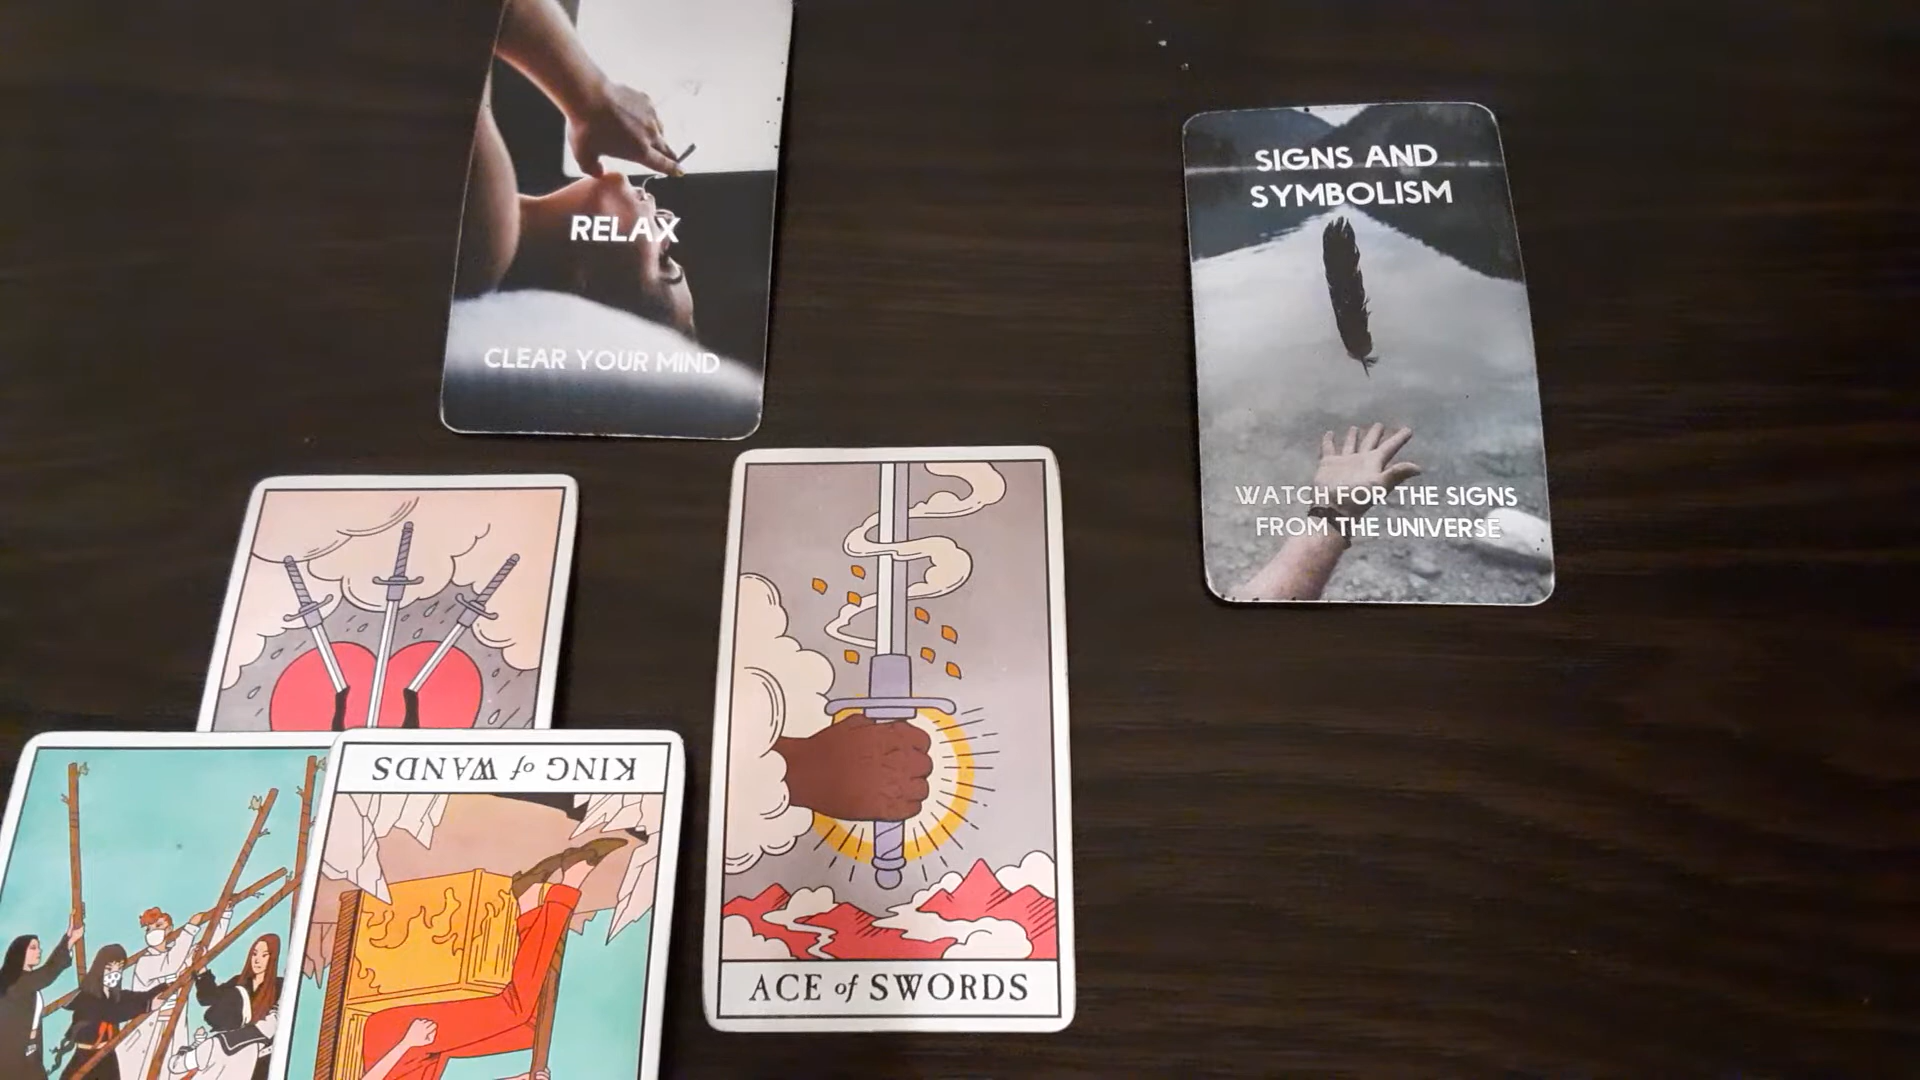 RELAX
CLEAR YOUR MIND
SIGNS AND
SYMBOLISM
WATCH FOR THE SIGNS
FROM THE UNIVERSE
KING of WANDS
ACE of SWORDS